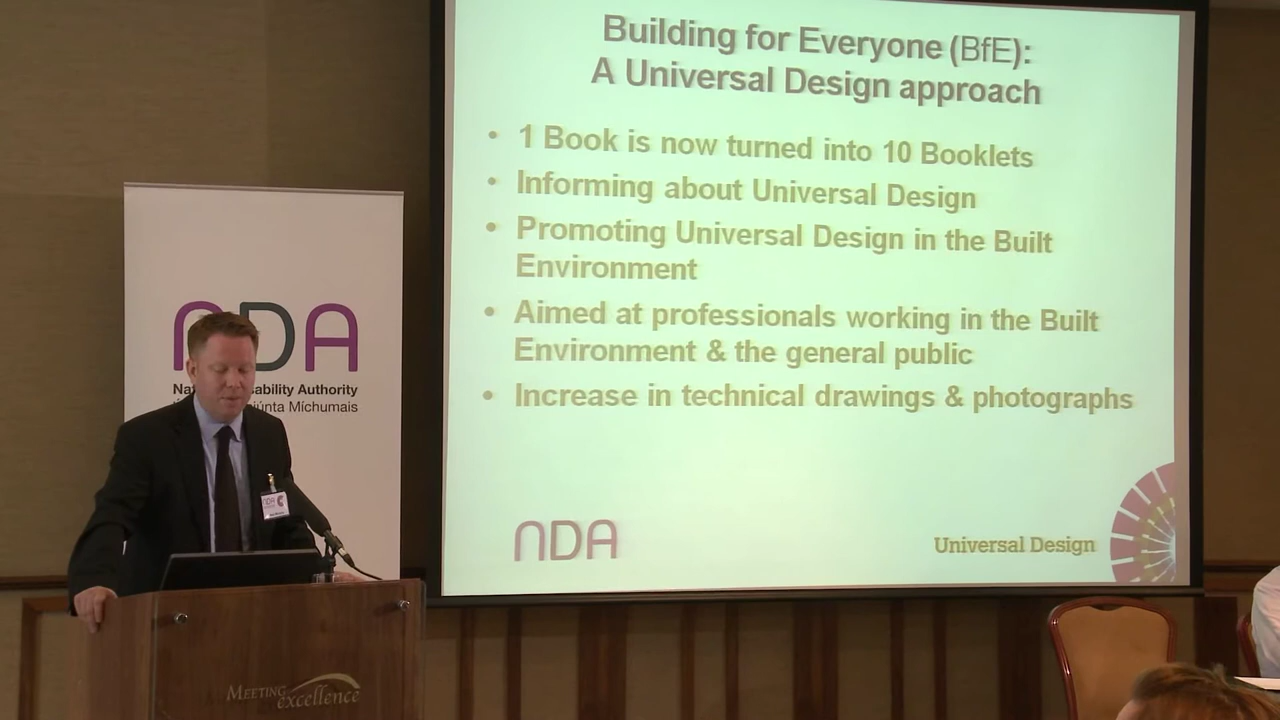 Building for Everyone (BfE):
A Universal Design approach
• 1 Book is now turned into 10 Booklets
• Informing about Universal Design
• Promoting Universal Design in the Built
Environment
• Aimed at professionals working in the Built
Environment & the general public
• Increase in technical drawings & photographs
NDA
Universal Design
NDA
Authority
Míchumais
NDA
MEETING
excellence